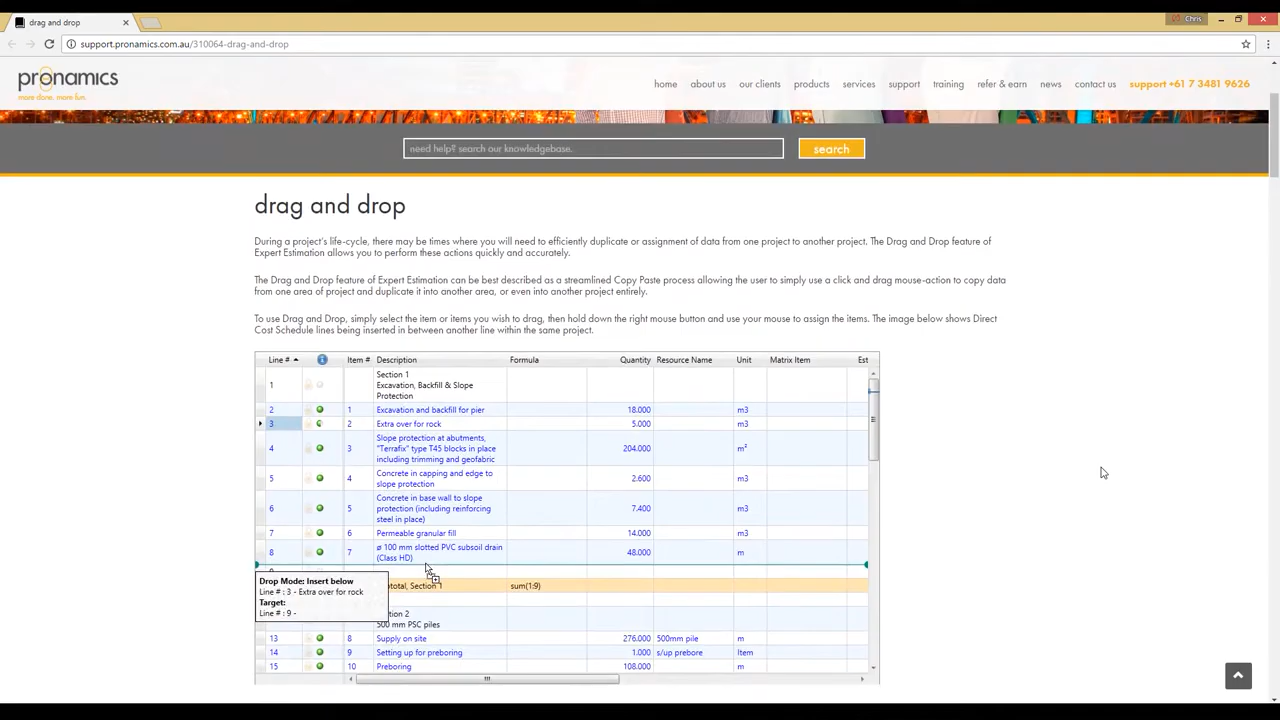 drag and drop
Chris
support.pronamics.com.au/310064-drag-and-drop
pronamics
more done. more fun.
home about us our clients products services support training refer & earn news contact us support +61 7 3481 9626
need help? search our knowledgebase. search
drag and drop
During a project's life-cycle, there may be times where you will need to efficiently duplicate or assignment of data from one project to another project. The Drag and Drop feature of
Expert Estimation allows you to perform these actions quickly and accurately.
The Drag and Drop feature of Expert Estimation can be best described as a streamlined Copy Paste process allowing the user to simply use a click and drag mouse-action to copy data
from one area of project and duplicate it into another area, or even into another project entirely.
To use Drag and Drop, simply select the item or items you wish to drag, then hold down the right mouse button and use your mouse to assign the items. The image below shows Direct
Cost Schedule lines being inserted in between another line within the same project.
Line # Item # Description Formula Quantity Resource Name Unit Matrix Item Est
1 Section 1
Excavation, Backfill & Slope
Protection
2 1 Excavation and backfill for pier 18.000 m3
3 2 Extra over for rock 5.000 m3
4 3 Slope protection at abutments,
"Terrafix" type T45 blocks in place
including trimming and geofabric 204.000 m²
5 4 Concrete in capping and edge to
slope protection 2.600 m3
6 5 Concrete in base wall to slope
protection (including reinforcing
steel in place) 7.400 m3
7 6 Permeable granular fill 14.000 m3
8 7 ø 100 mm slotted PVC subsoil drain
(Class HD) 48.000 m
Drop Mode: Insert below
Line # : 3 - Extra over for rock
Target:
Line # : 9 -
Section 1 sum(1:9)
500 mm PSC piles
13 8 Supply on site 276.000 500mm pile m
14 9 Setting up for preboring 1.000 s/up prebore Item
15 10 Preboring 108.000 m